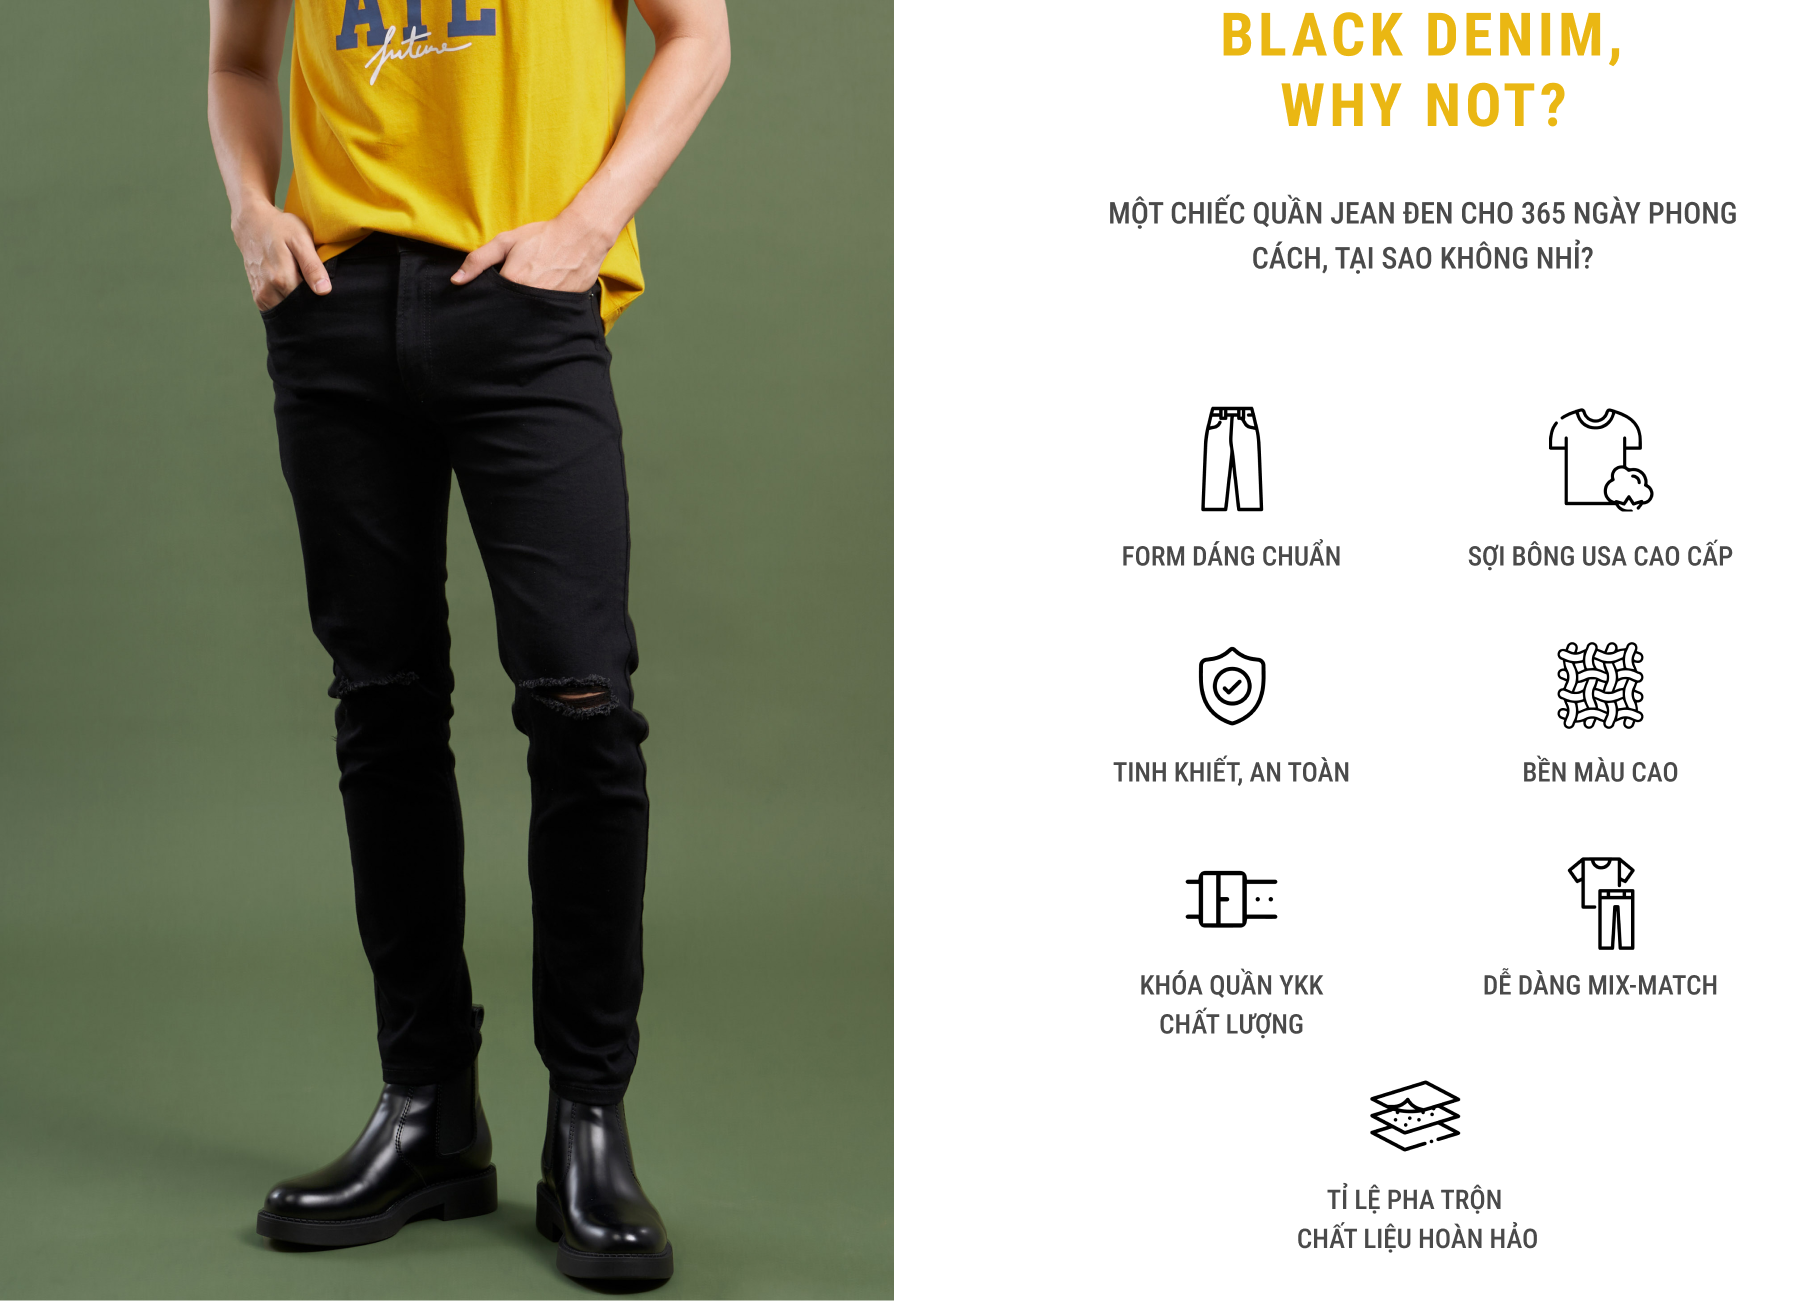 AYL
future
BLACK DENIM,
WHY NOT?
MỘT CHIẾC QUẦN JEAN ĐEN CHO 365 NGÀY PHONG
CÁCH, TẠI SAO KHÔNG NHỈ?
FORM DÁNG CHUẨN
SỢI BÔNG USA CAO CẤP
TINH KHIẾT, AN TOÀN
BỀN MÀU CAO
KHÓA QUẦN YKK
CHẤT LƯỢNG
DỄ DÀNG MIX-MATCH
TỈ LỆ PHA TRỘN
CHẤT LIỆU HOÀN HẢO